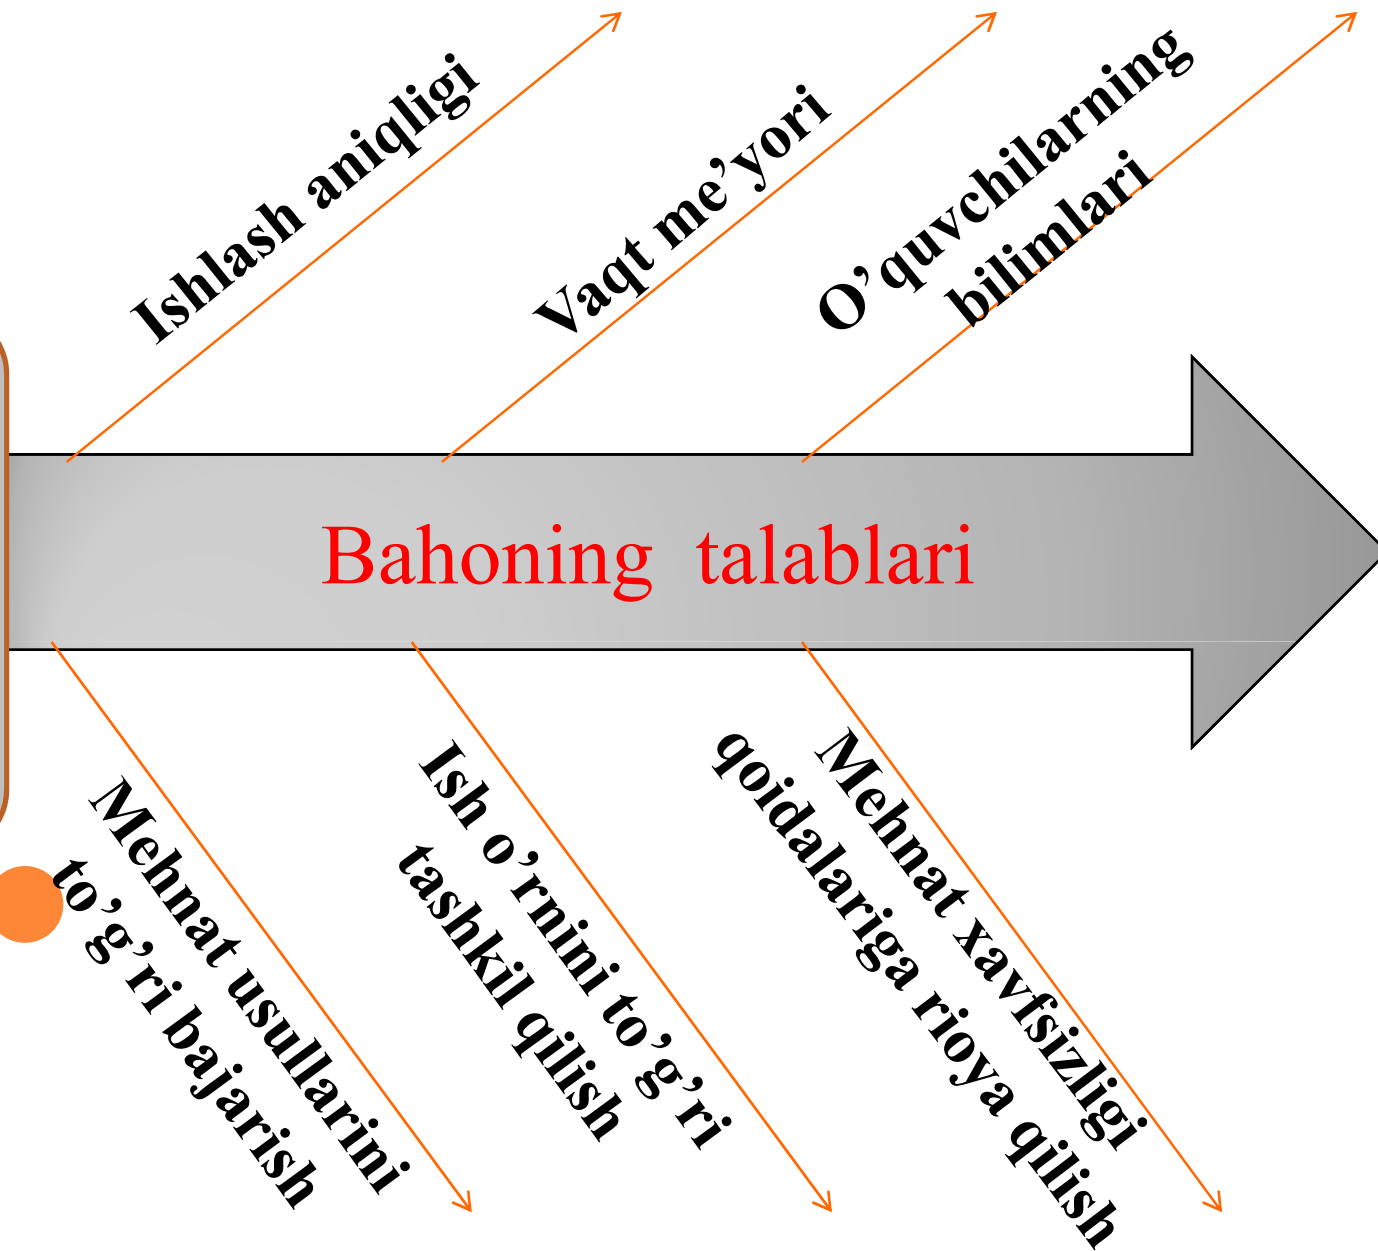 Ishlash aniqligi
Vaqt me’yori
O’quvchilarning
bilimlari
Bahoning talablari
Mehnat usullarini
to’g’ri bajarish
Ish o’rnini to’g’ri
tashkil qilish
Mehnat xavfsizligi
qoidalariga rioya qilish